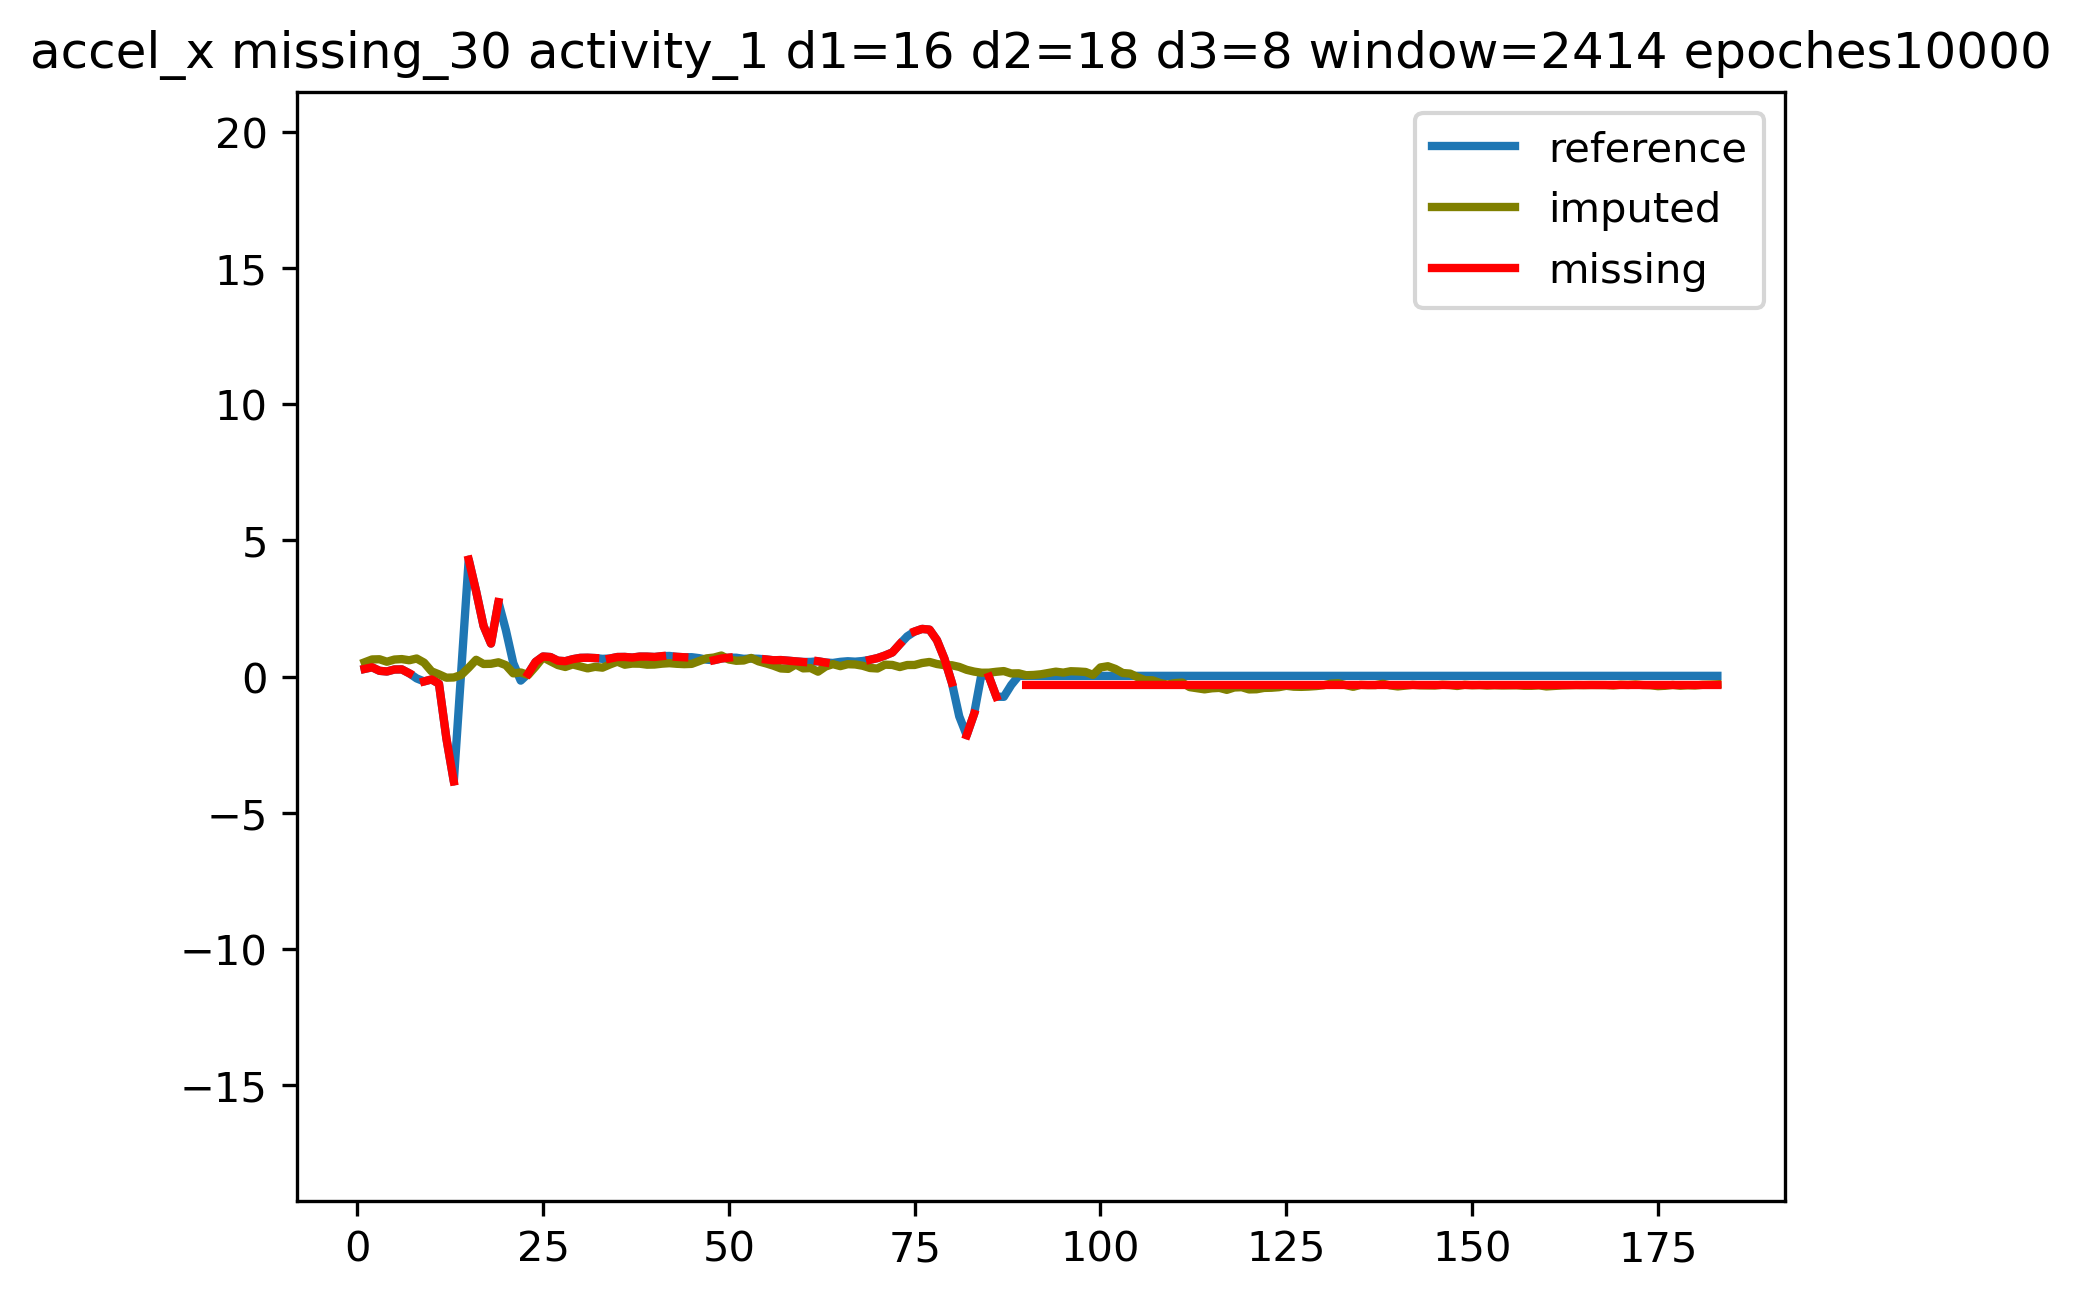 accel_x missing_30 activity_1 d1=16 d2=18 d3=8 window=2414 epoches10000
reference
imputed
missing
20
15
10
5
0
−5
−10
−15
0 25 50 75 100 125 150 175